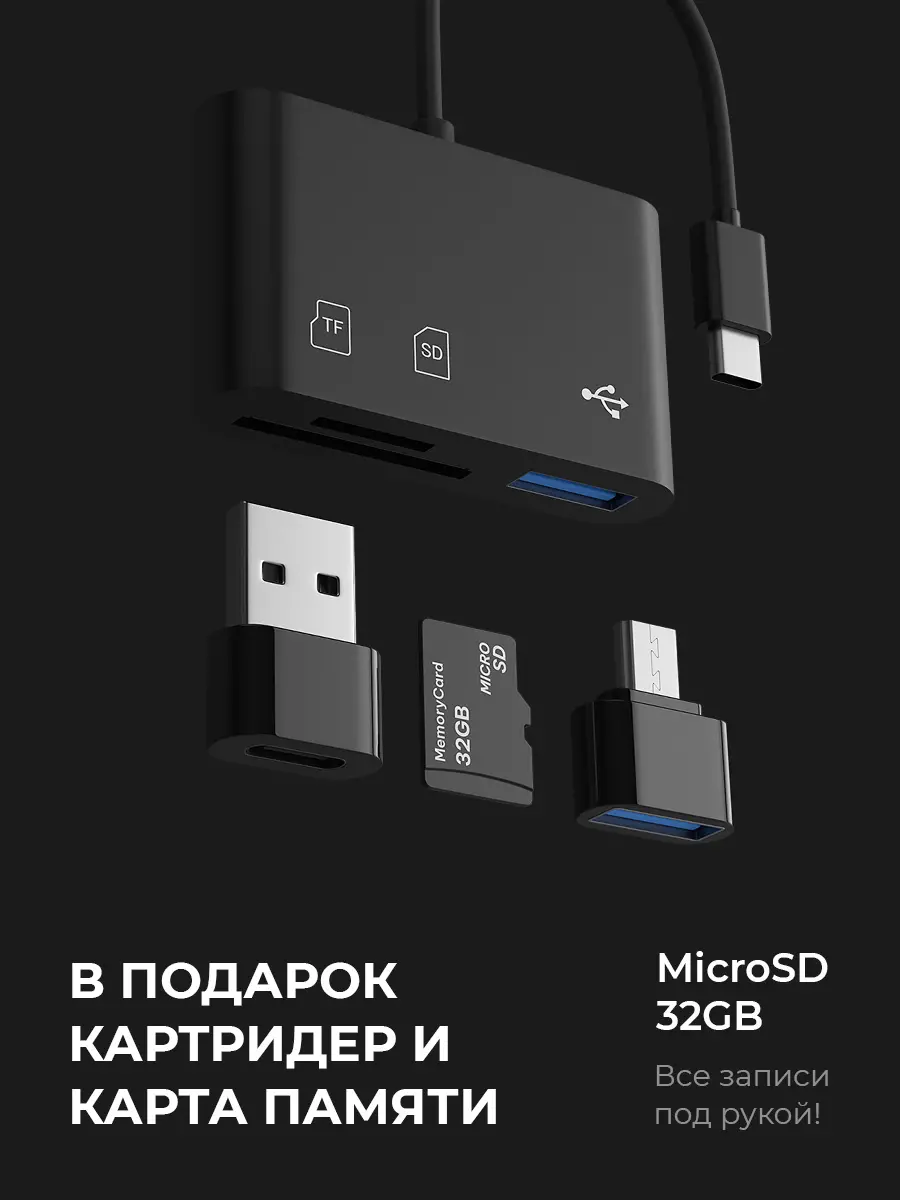 TF
SD
MemoryCard
32GB
MICRO
SD
В ПОДАРОК
КАРТРИДЕР И
КАРТА ПАМЯТИ
MicroSD
32GB
Все записи
под рукой!